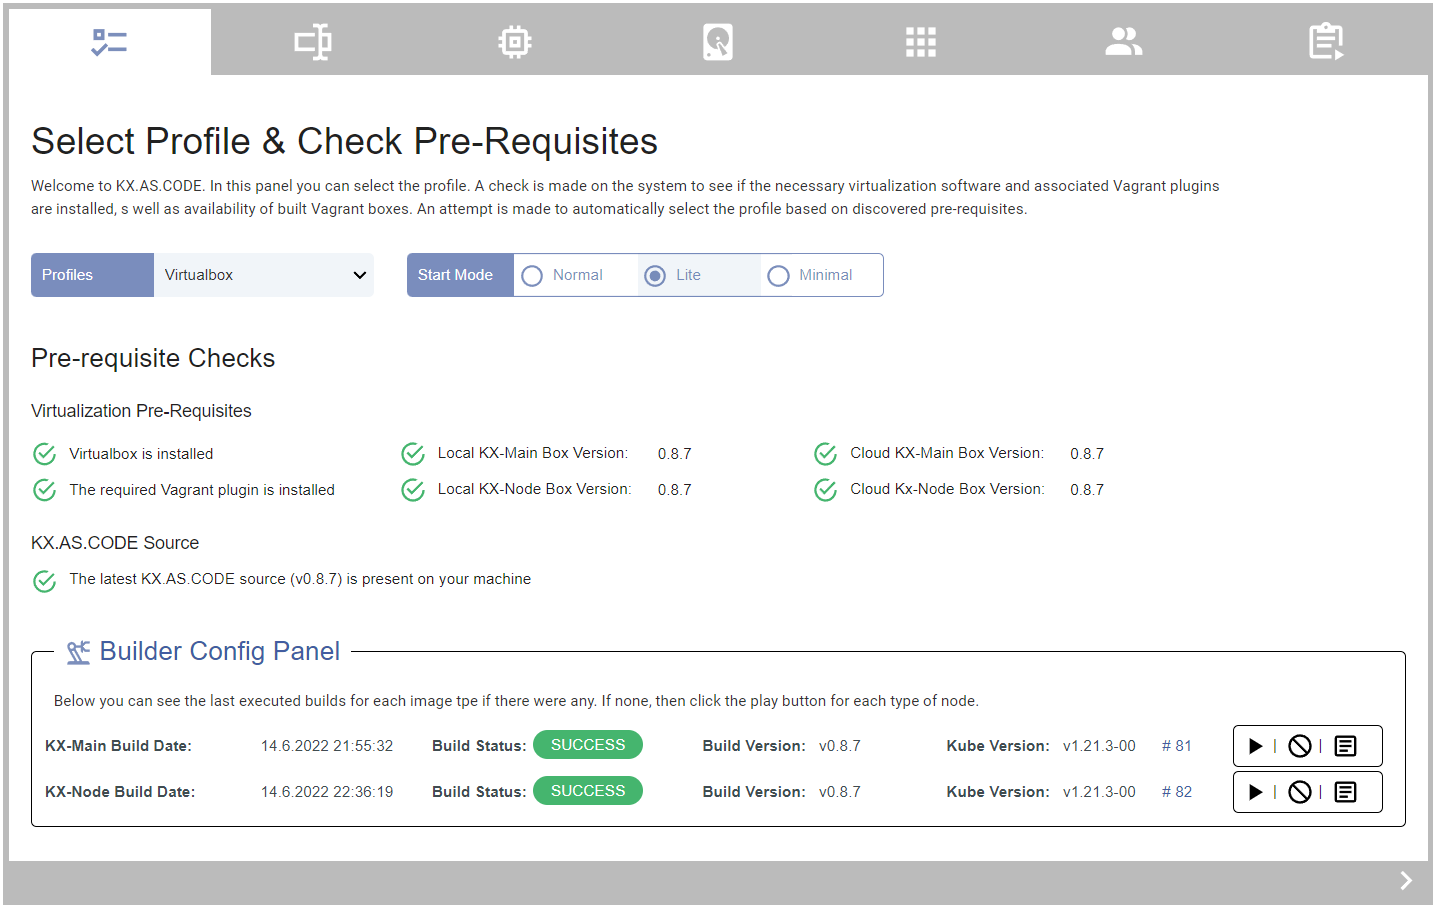 Select Profile & Check Pre-Requisites
Welcome to KX.AS.CODE. In this panel you can select the profile. A check is made on the system to see if the necessary virtualization software and associated Vagrant plugins
are installed, s well as availability of built Vagrant boxes. An attempt is made to automatically select the profile based on discovered pre-requisites.
Profiles Virtualbox Start Mode Normal Lite Minimal
Pre-requisite Checks
Virtualization Pre-Requisites
Virtualbox is installed Local KX-Main Box Version: 0.8.7 Cloud KX-Main Box Version: 0.8.7
The required Vagrant plugin is installed Local KX-Node Box Version: 0.8.7 Cloud Kx-Node Box Version: 0.8.7
KX.AS.CODE Source
The latest KX.AS.CODE source (v0.8.7) is present on your machine
Builder Config Panel
Below you can see the last executed builds for each image tpe if there were any. If none, then click the play button for each type of node.
KX-Main Build Date: 14.6.2022 21:55:32 Build Status: SUCCESS Build Version: v0.8.7 Kube Version: v1.21.3-00 # 81
KX-Node Build Date: 14.6.2022 22:36:19 Build Status: SUCCESS Build Version: v0.8.7 Kube Version: v1.21.3-00 # 82